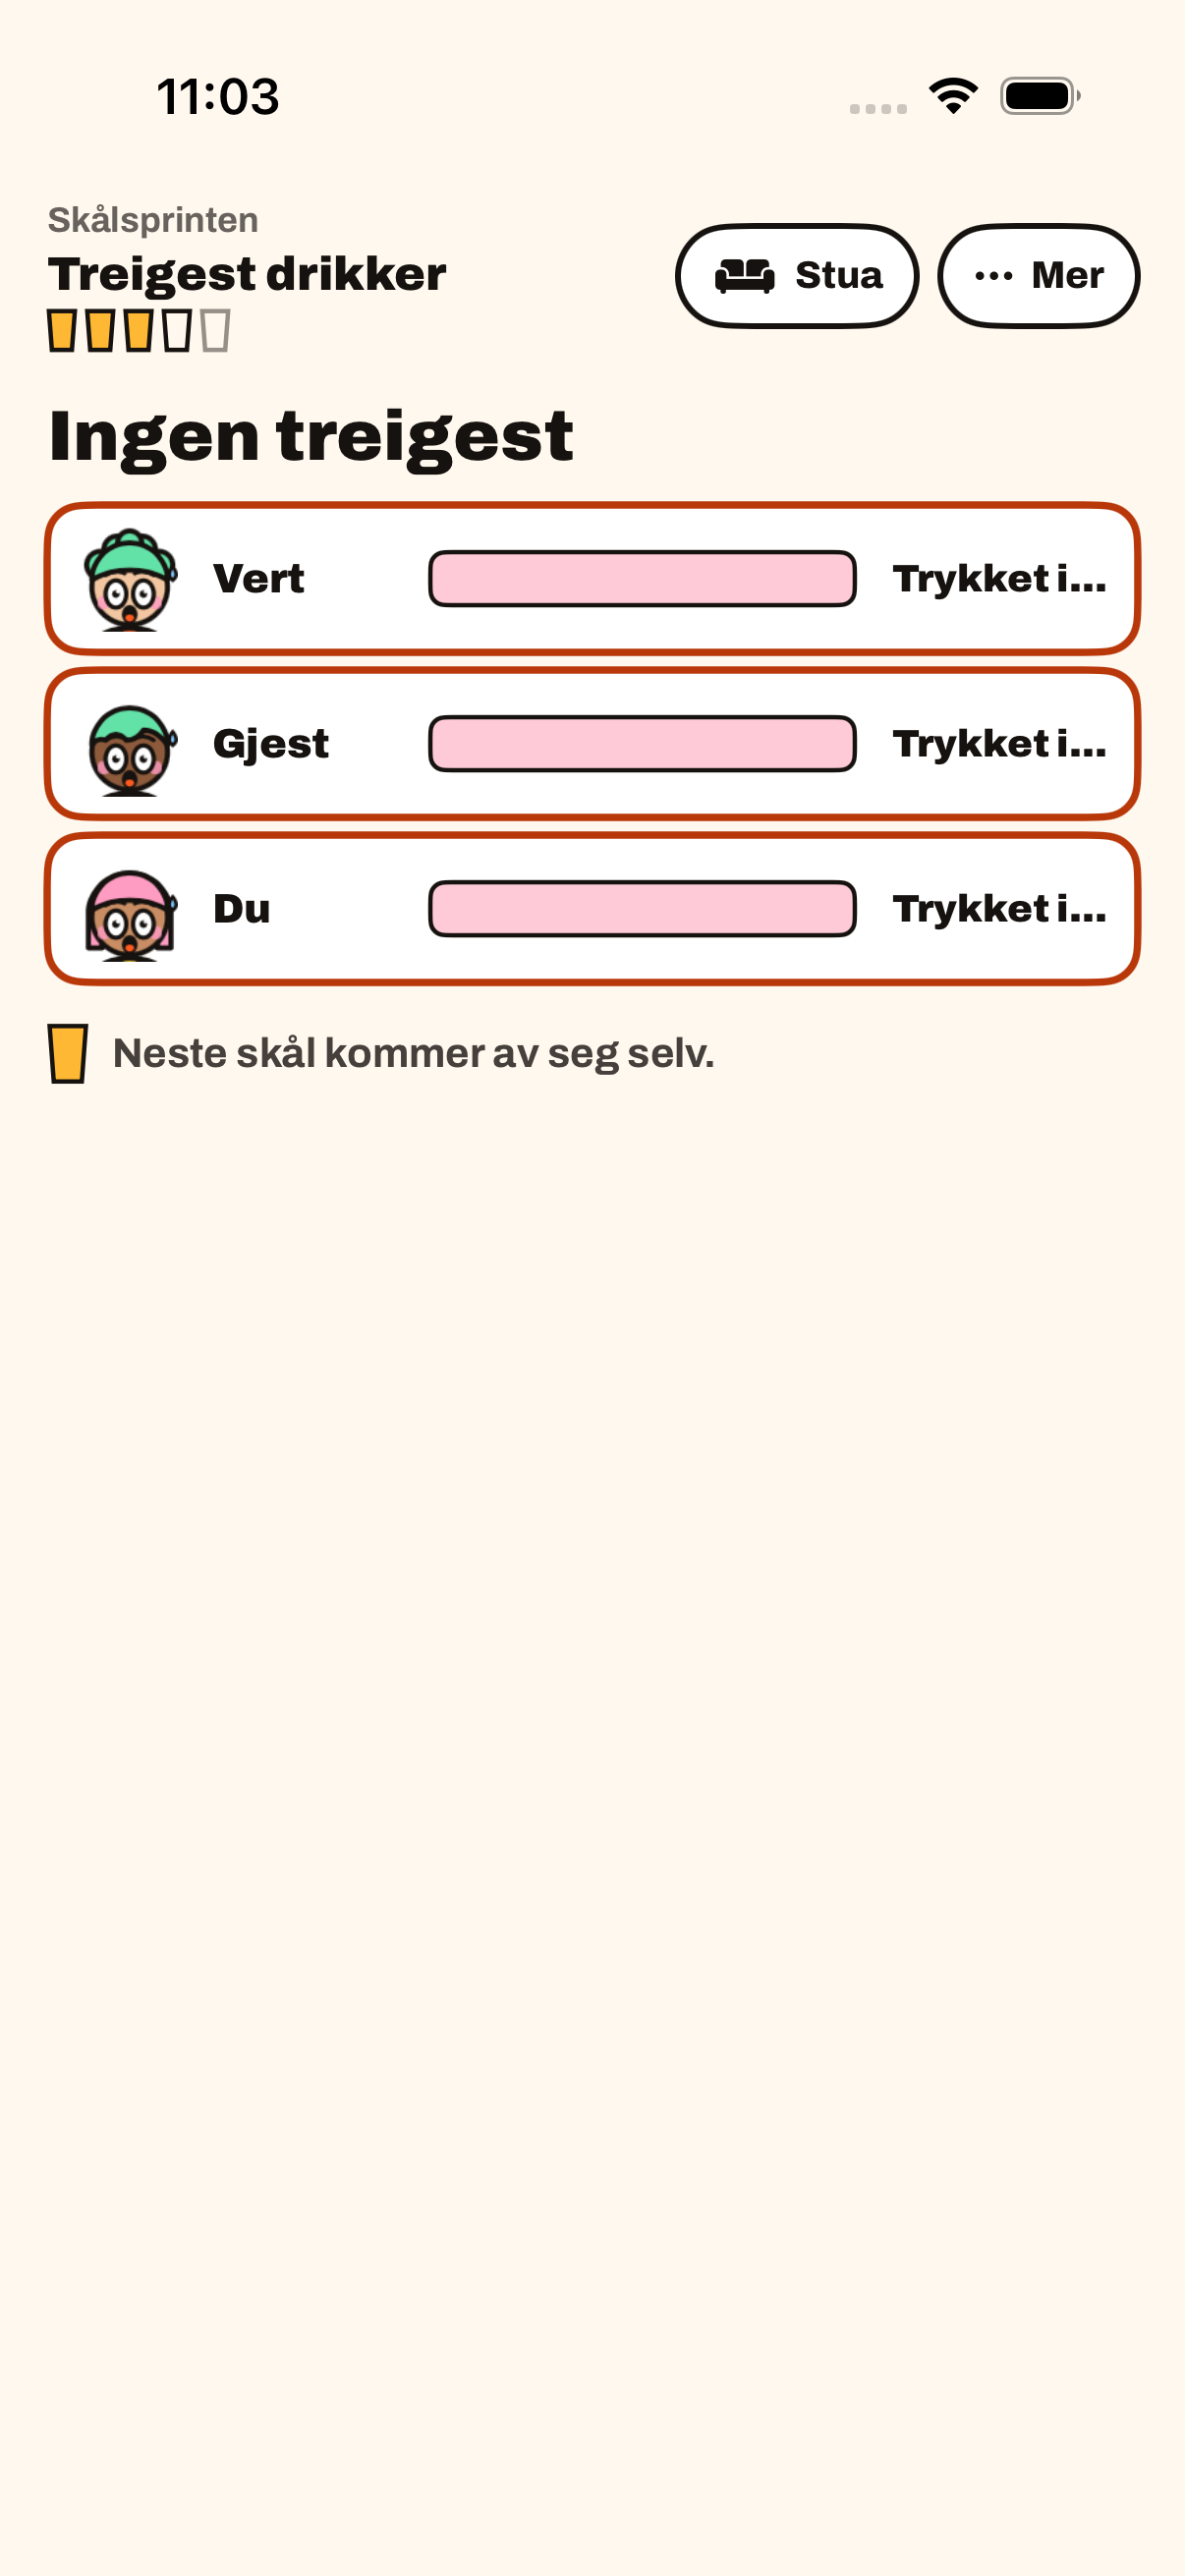 11:03
Skålsprinten
Treigest drikker
Stua
Mer
Ingen treigest
Vert
Trykket i...
Gjest
Trykket i...
Du
Trykket i...
Neste skål kommer av seg selv.